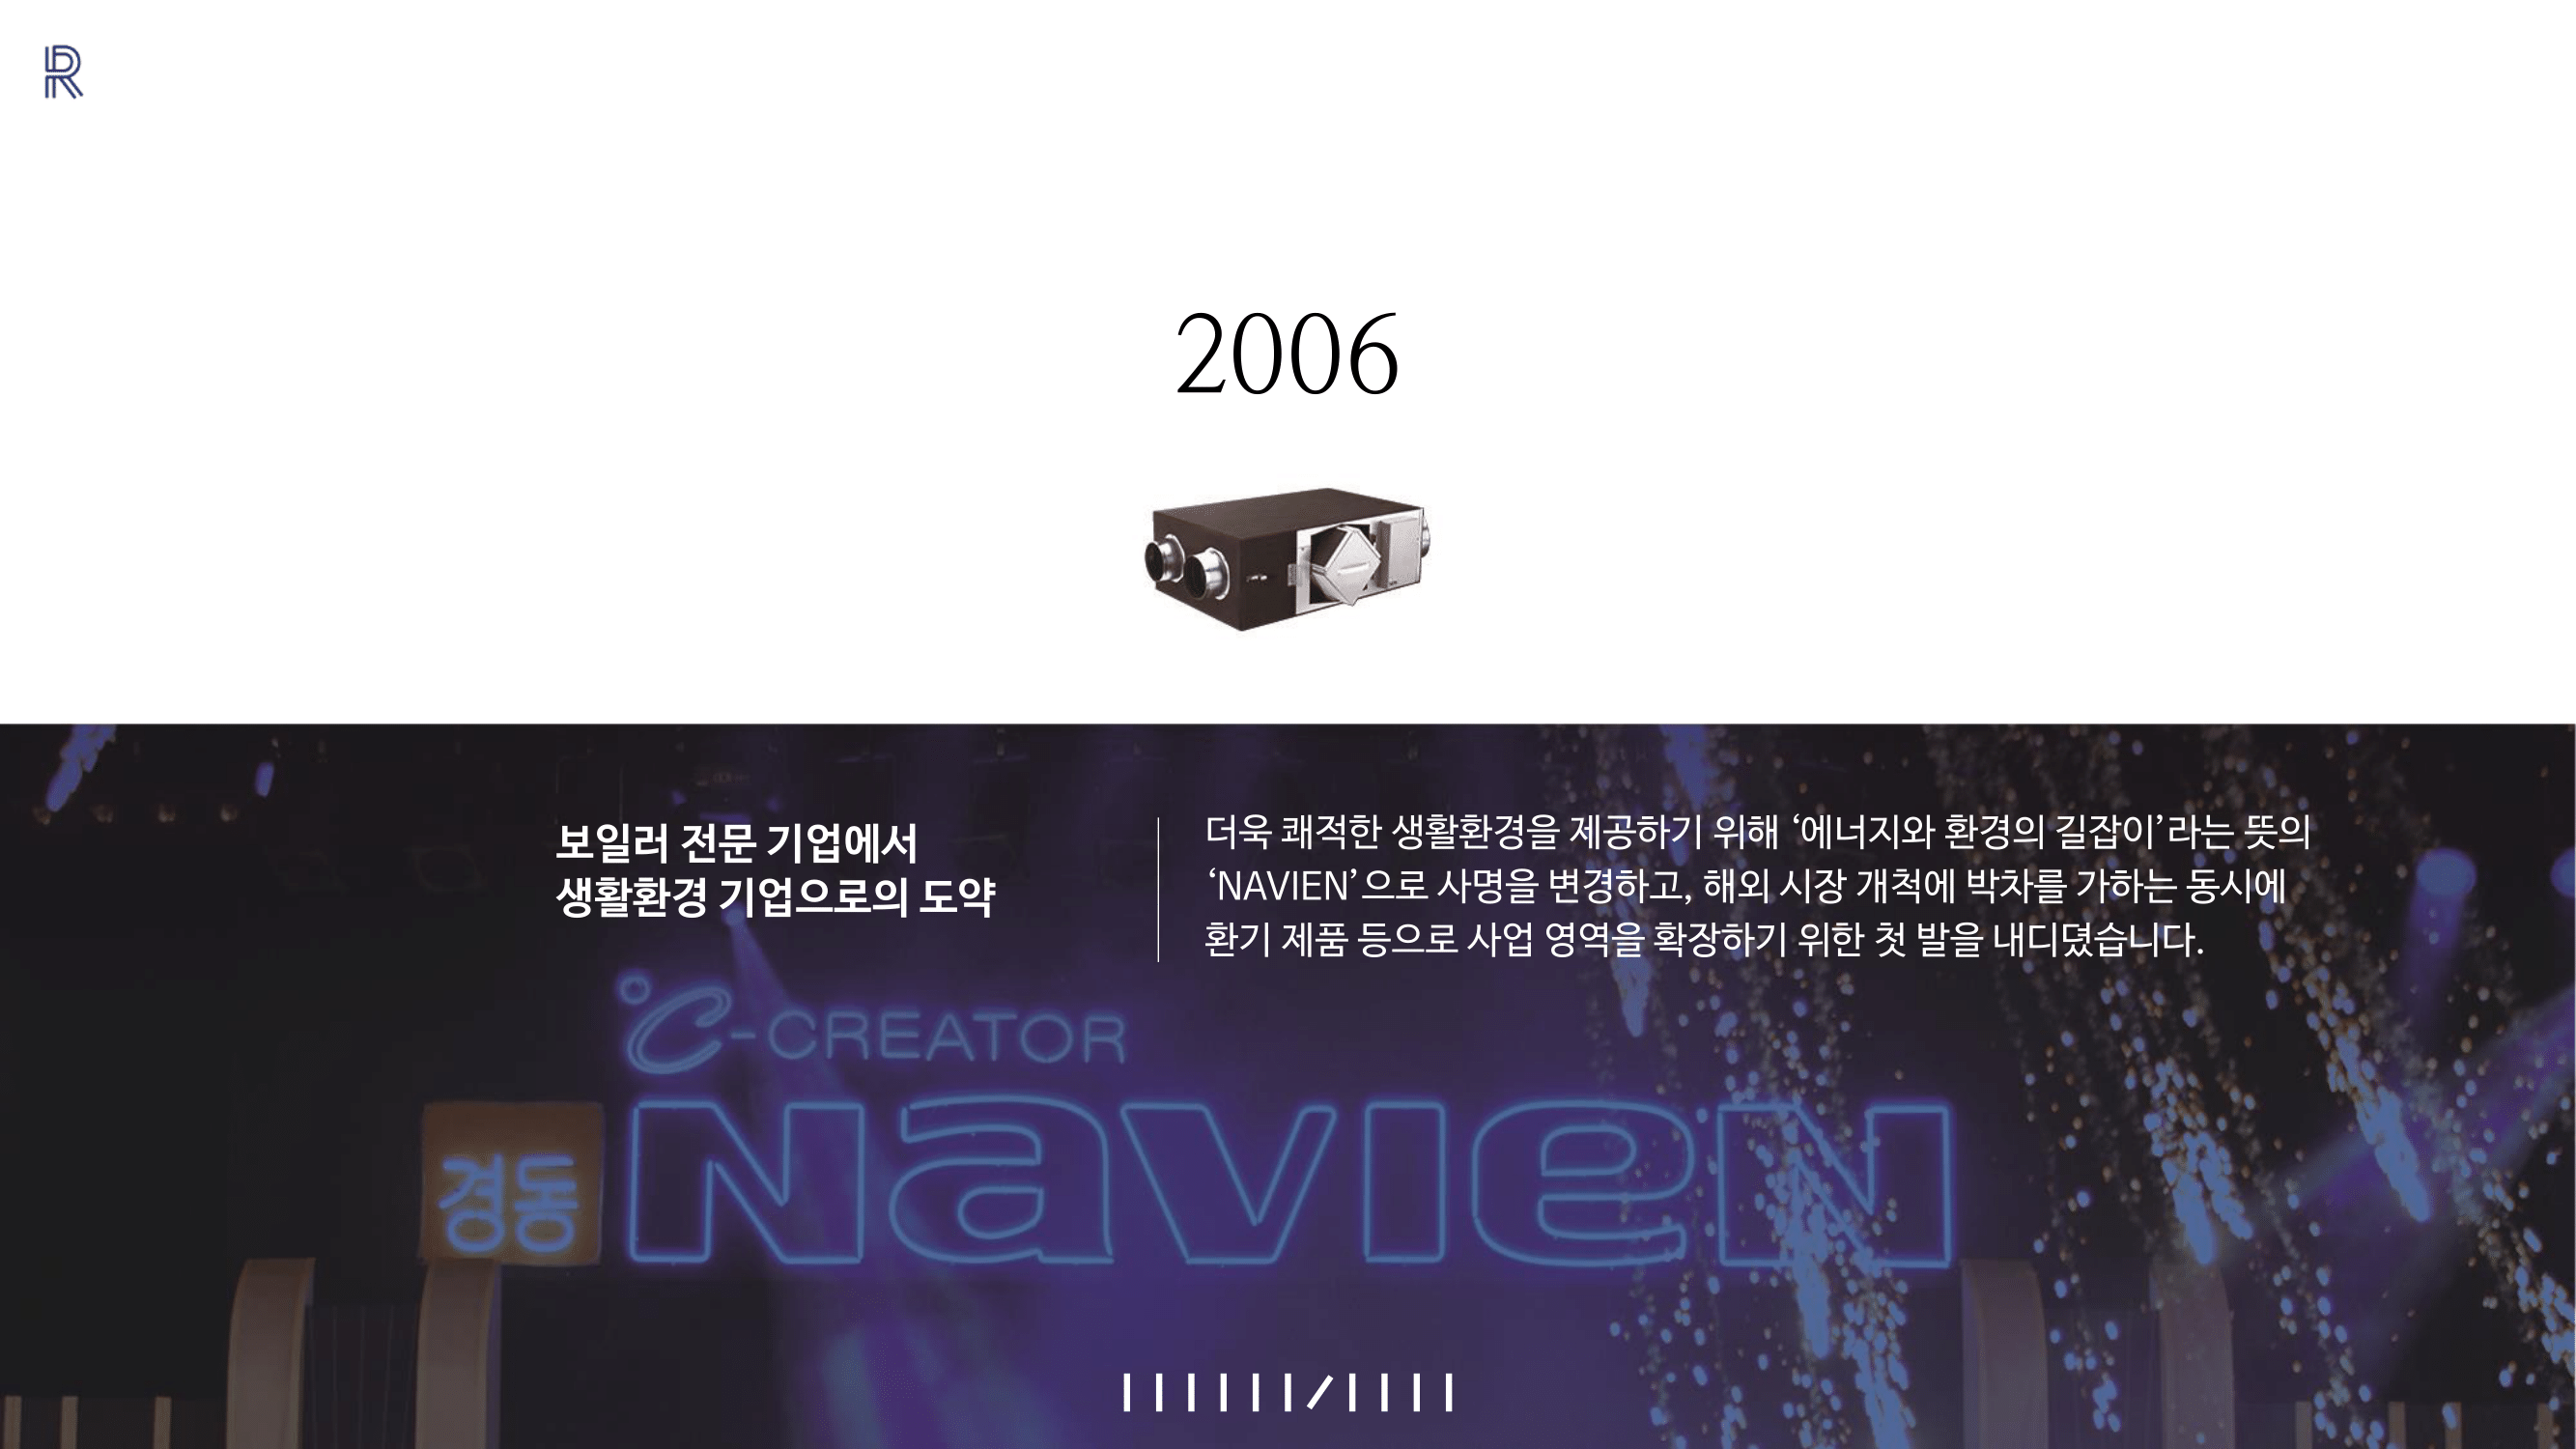 R
2006
보일러 전문 기업에서
생활환경 기업으로의 도약
더욱 쾌적한 생활환경을 제공하기 위해 ‘에너지와 환경의 길잡이’라는 뜻의
‘NAVIEN’으로 사명을 변경하고, 해외 시장 개척에 박차를 가하는 동시에
환기 제품 등으로 사업 영역을 확장하기 위한 첫 발을 내디뎠습니다.
℃-CREATOR
경동 Navien